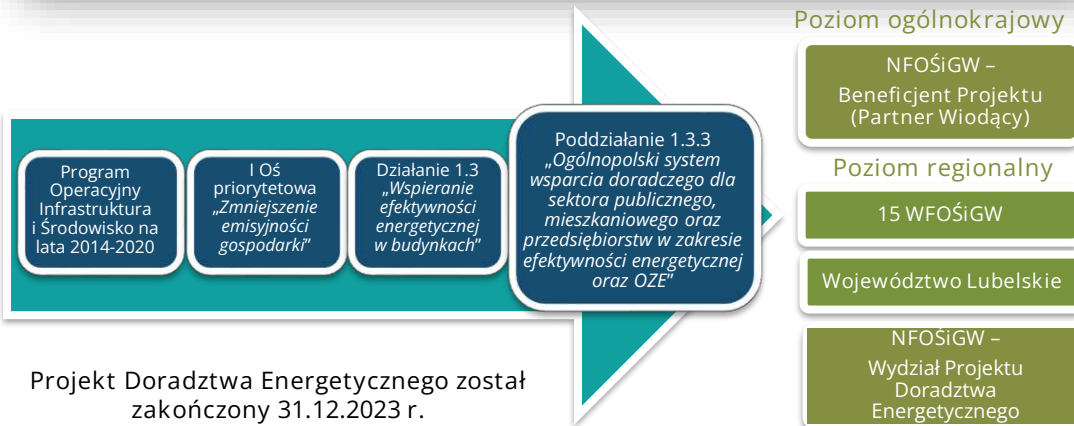 Program
Operacyjny
Infrastruktura
i Środowisko na
lata 2014-2020
I Oś
priorytetowa
„Zmniejszenie
emisyjności
gospodarki”
Działanie 1.3
„Wspieranie
efektywności
energetycznej
w budynkach”
Poddziałanie 1.3.3
„Ogólnopolski system
wsparcia doradczego dla
sektora publicznego,
mieszkaniowego oraz
przedsiębiorstw w zakresie
efektywności energetycznej
oraz OZE”
Projekt Doradztwa Energetycznego został
zakończony 31.12.2023 r.
Poziom ogólnokrajowy
NFOŚiGW –
Beneficjent Projektu
(Partner Wiodący)
Poziom regionalny
15 WFOŚiGW
Województwo Lubelskie
NFOŚiGW –
Wydział Projektu
Doradztwa
Energetycznego